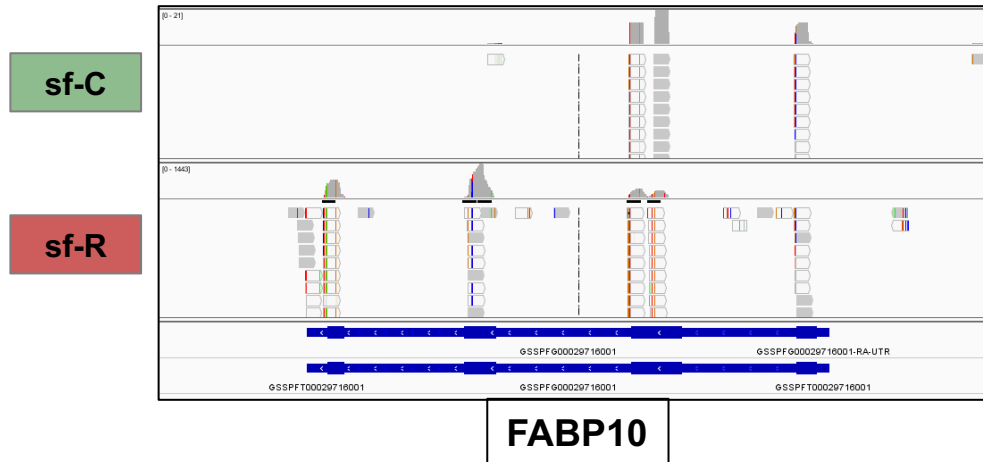 [0 - 21]
sf-C
[0 - 1443]
sf-R
GSSPFG00029716001
GSSPFG00029716001-RA-UTR
GSSPFT00029716001
GSSPFG00029716001
GSSPFT00029716001
FABP10